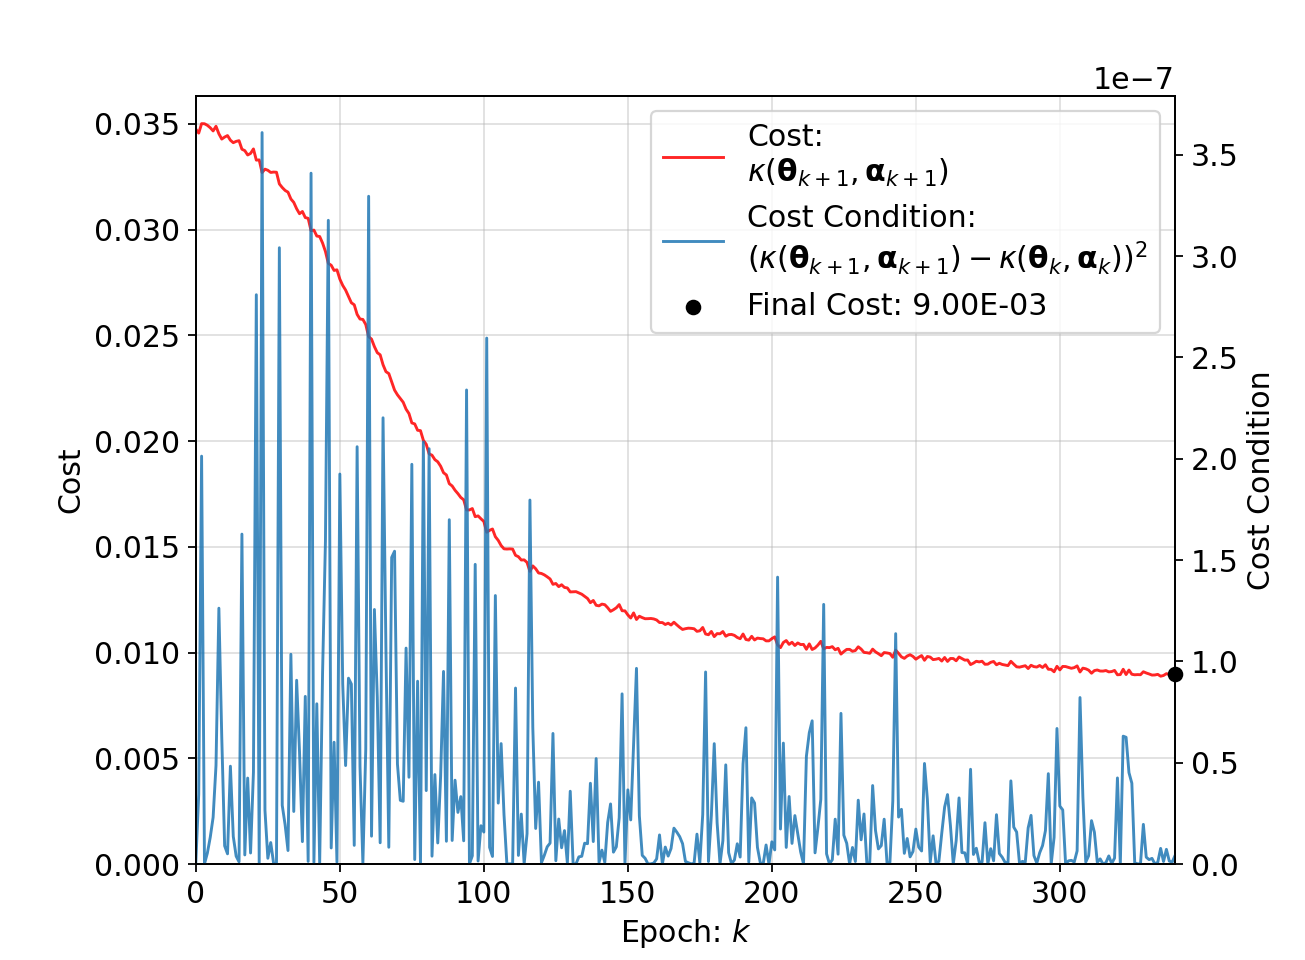 1e−7
0.035
0.030
0.025
0.020
0.015
0.010
0.005
0.000
Cost
Cost:
κ(θₖ₊₁, αₖ₊₁)
Cost Condition:
(κ(θₖ₊₁, αₖ₊₁) − κ(θₖ, αₖ))²
Final Cost: 9.00E-03
3.5
3.0
2.5
2.0
1.5
1.0
0.5
0.0
Cost Condition
0 50 100 150 200 250 300
Epoch: k